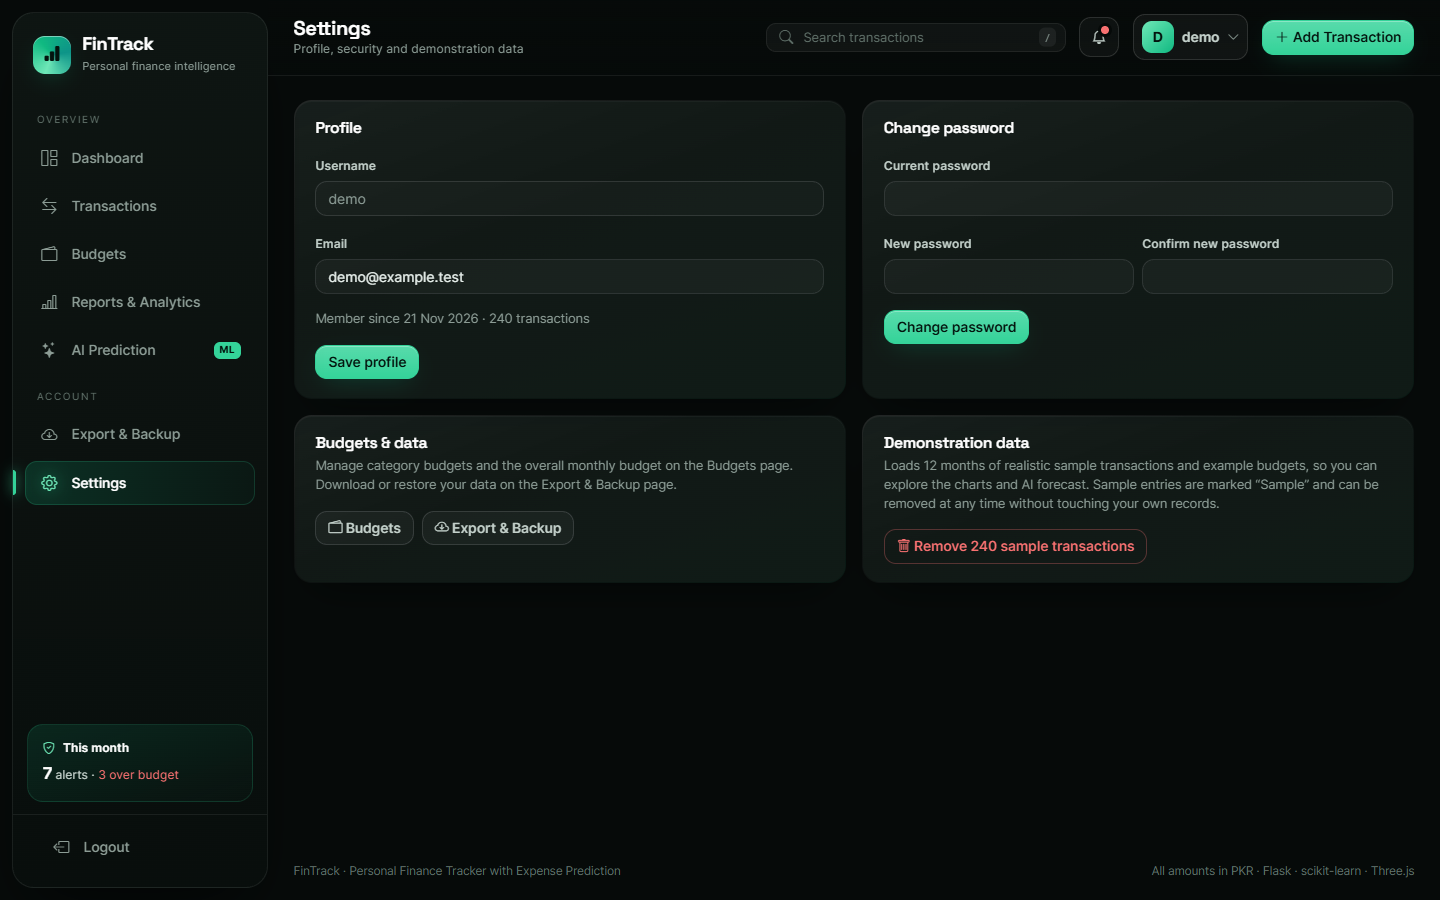 FinTrack
Personal finance intelligence
OVERVIEW
Dashboard
Transactions
Budgets
Reports & Analytics
AI Prediction ML
ACCOUNT
Export & Backup
Settings
This month
7 alerts · 3 over budget
Logout
Settings
Profile, security and demonstration data
Search transactions /
D demo
+ Add Transaction
Profile
Username
demo
Email
demo@example.test
Member since 21 Nov 2026 · 240 transactions
Save profile
Change password
Current password
New password Confirm new password
Change password
Budgets & data
Manage category budgets and the overall monthly budget on the Budgets page.
Download or restore your data on the Export & Backup page.
Budgets Export & Backup
Demonstration data
Loads 12 months of realistic sample transactions and example budgets, so you can
explore the charts and AI forecast. Sample entries are marked “Sample” and can be
removed at any time without touching your own records.
Remove 240 sample transactions
FinTrack · Personal Finance Tracker with Expense Prediction
All amounts in PKR · Flask · scikit-learn · Three.js